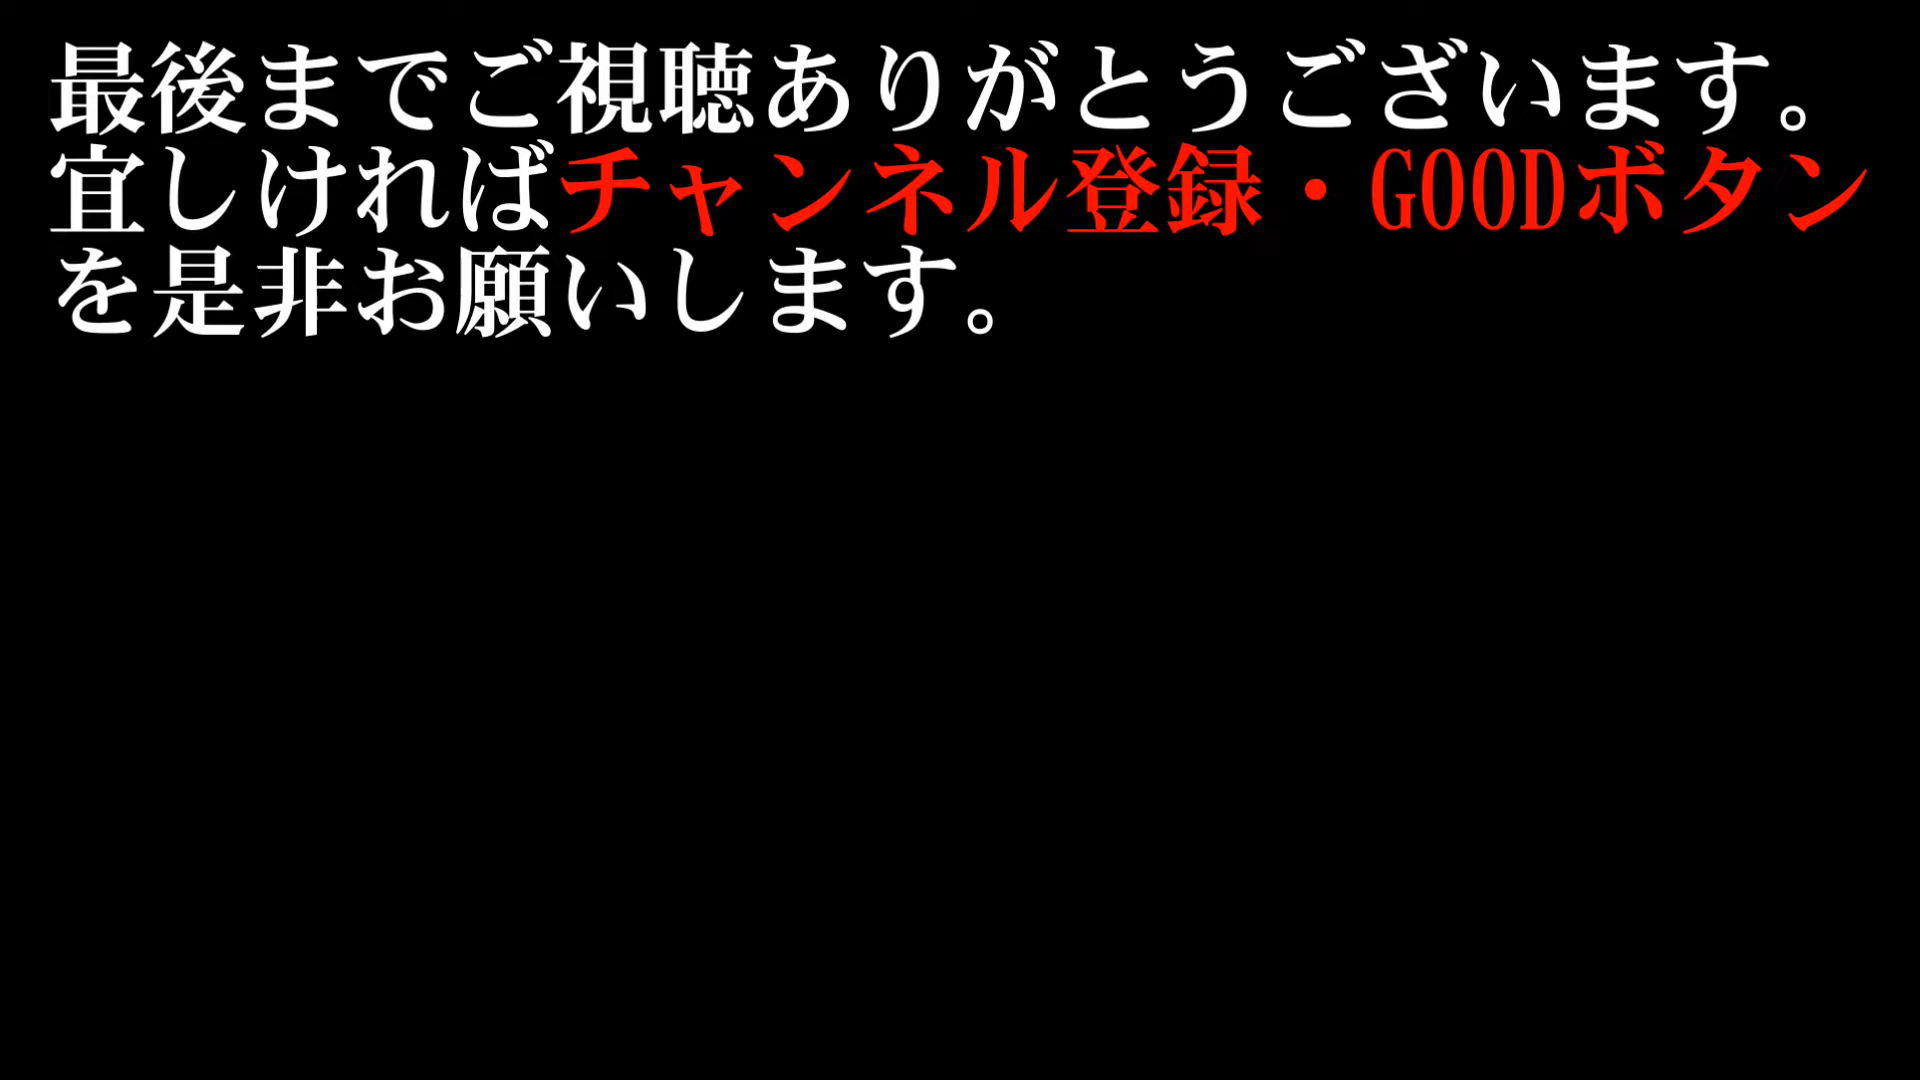 最後までご視聴ありがとうございます。
宜しければチャンネル登録・GOODボタン
を是非お願いします。